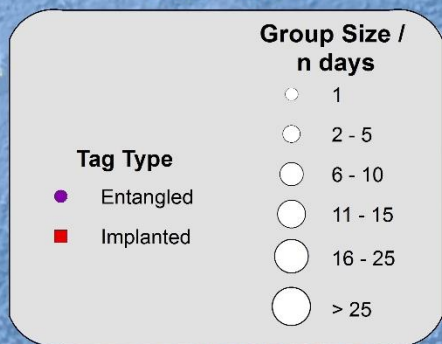 Group Size /
n days
1
2 - 5
6 - 10
11 - 15
16 - 25
> 25
Tag Type
Entangled
Implanted